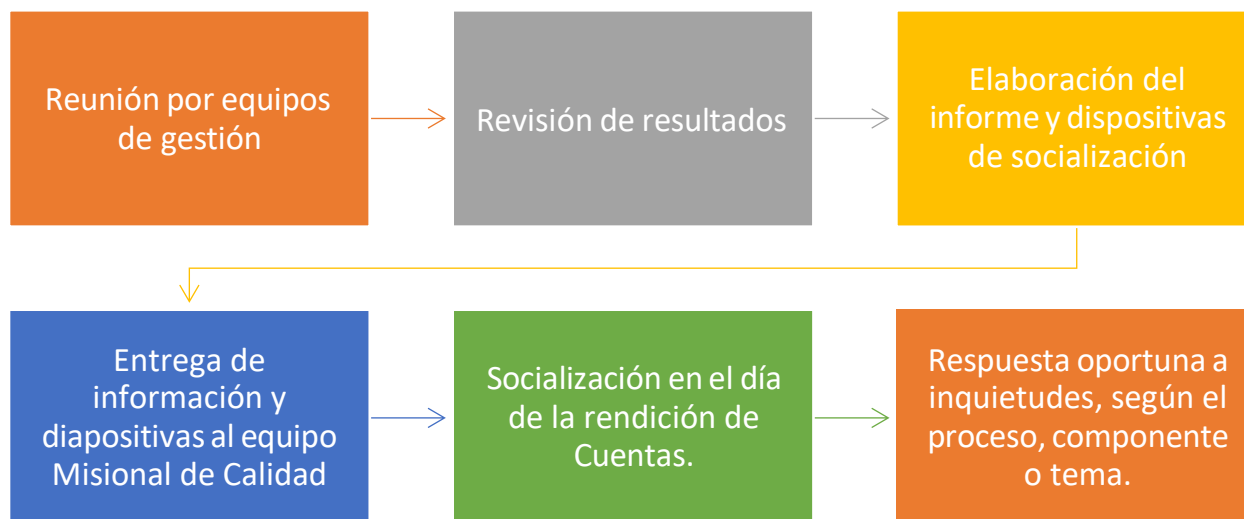 Reunión por equipos
de gestión
Revisión de resultados
Elaboración del
informe y dispositivas
de socialización
Entrega de
información y
diapositivas al equipo
Misional de Calidad
Socialización en el día
de la rendición de
Cuentas.
Respuesta oportuna a
inquietudes, según el
proceso, componente
o tema.